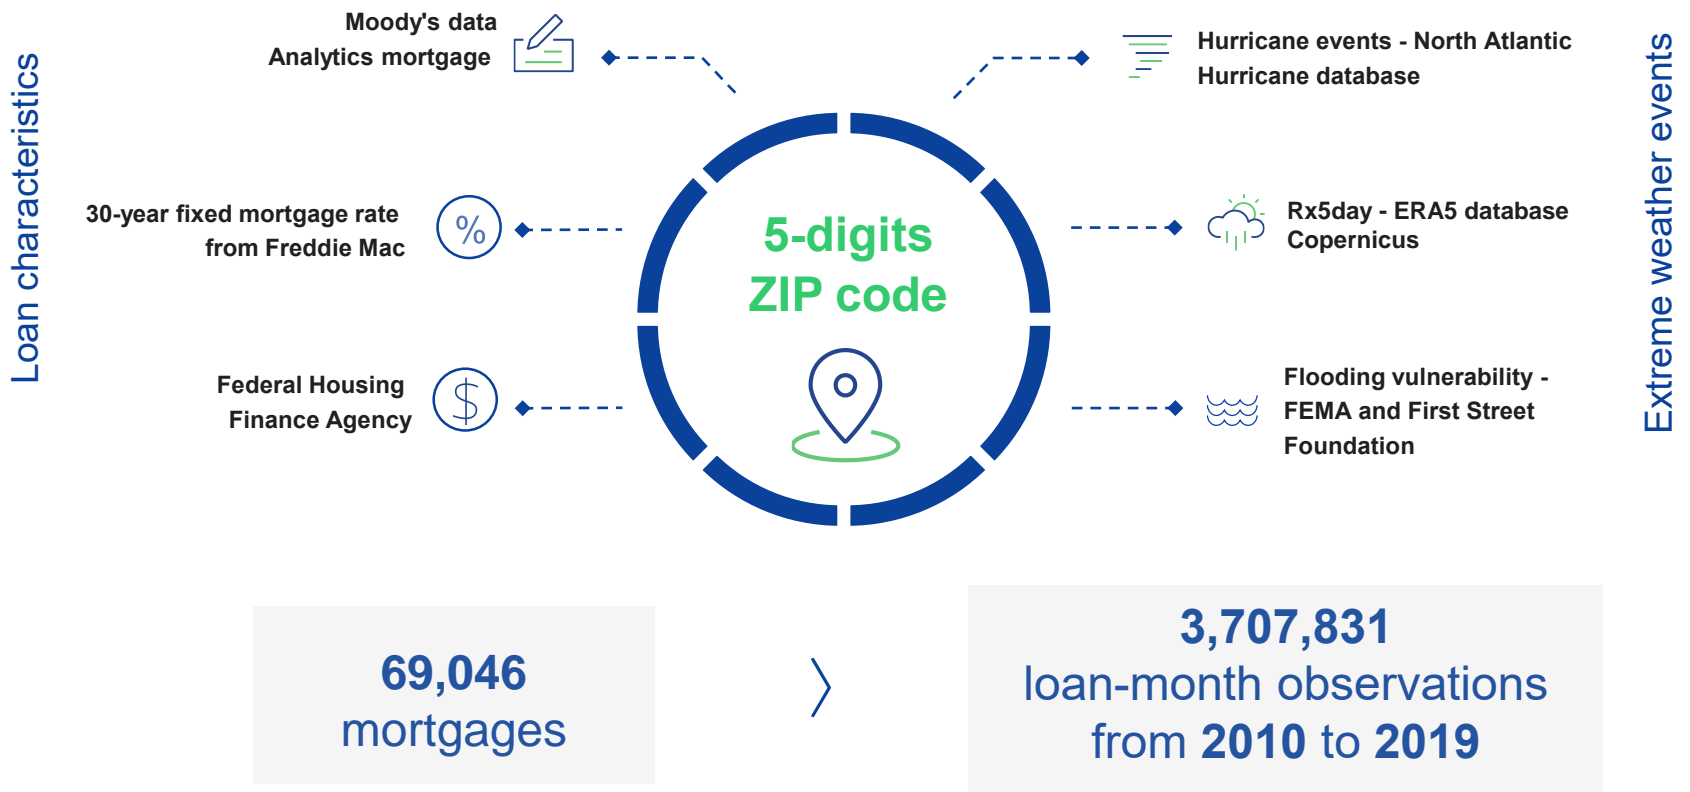 Loan characteristics
Moody's data
Analytics mortgage
30-year fixed mortgage rate
from Freddie Mac
%
Federal Housing
Finance Agency
$
5-digits
ZIP code
Hurricane events - North Atlantic
Hurricane database
Rx5day - ERA5 database
Copernicus
Flooding vulnerability -
FEMA and First Street
Foundation
Extreme weather events
69,046
mortgages
3,707,831
loan-month observations
from 2010 to 2019